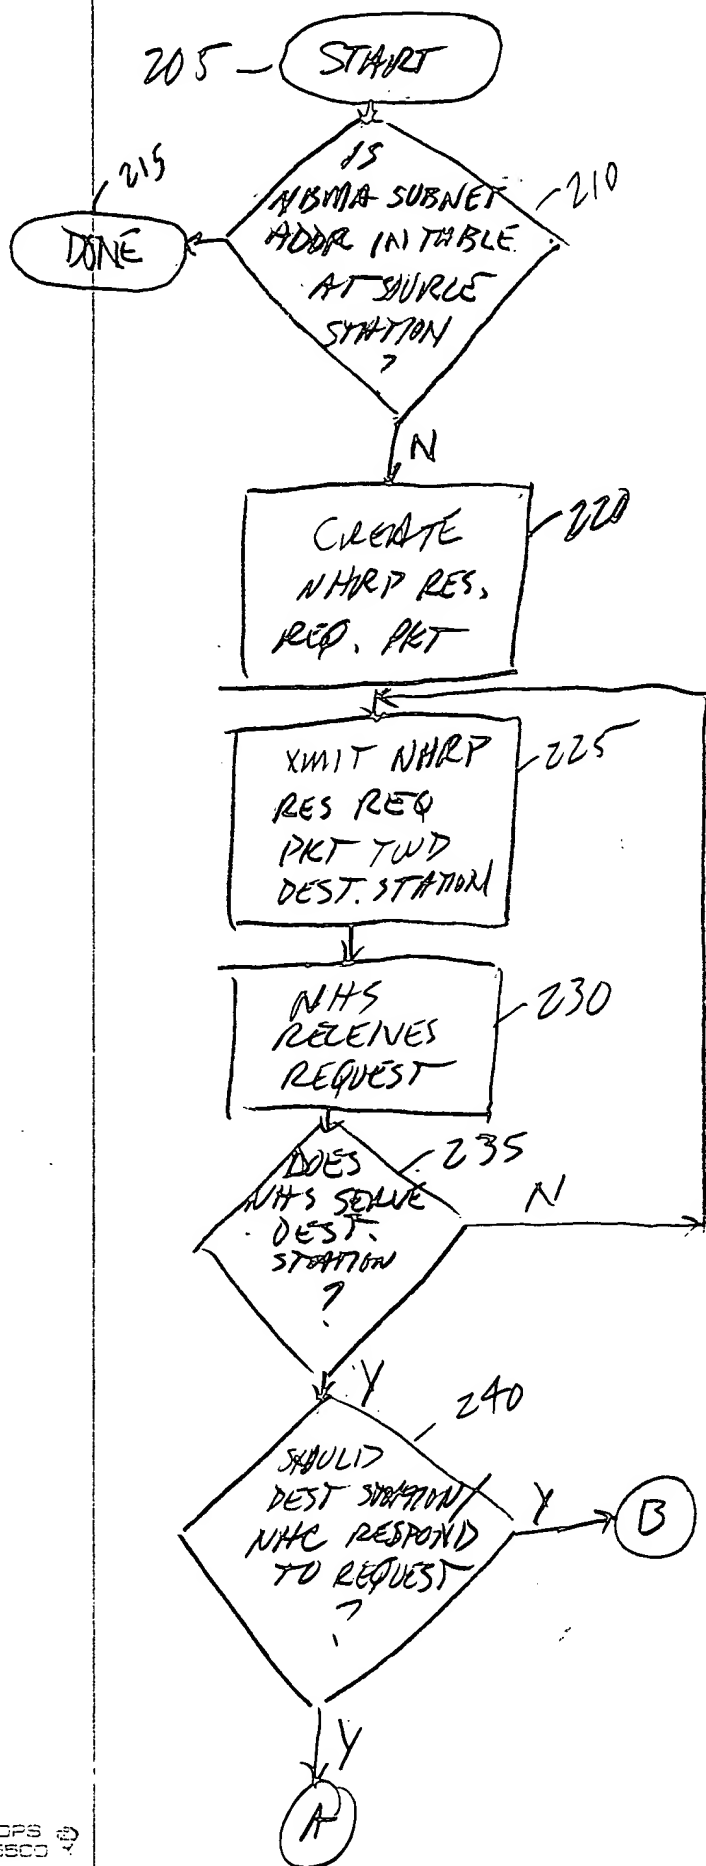 205
START
215
DONE
IS
NBMA SUBNET
ADDR IN TABLE
AT SOURCE
STATION
?
210
N
CREATE
NHRP RES.
REQ. PKT
220
XMIT NHRP
RES REQ
PKT TWD
DEST. STATION
225
NHS
RECEIVES
REQUEST
230
DOES
NHS SERVE
DEST.
STATION
?
235
N
Y
240
SHOULD
DEST STATION/
NHC RESPOND
TO REQUEST
?
Y
B
Y
A